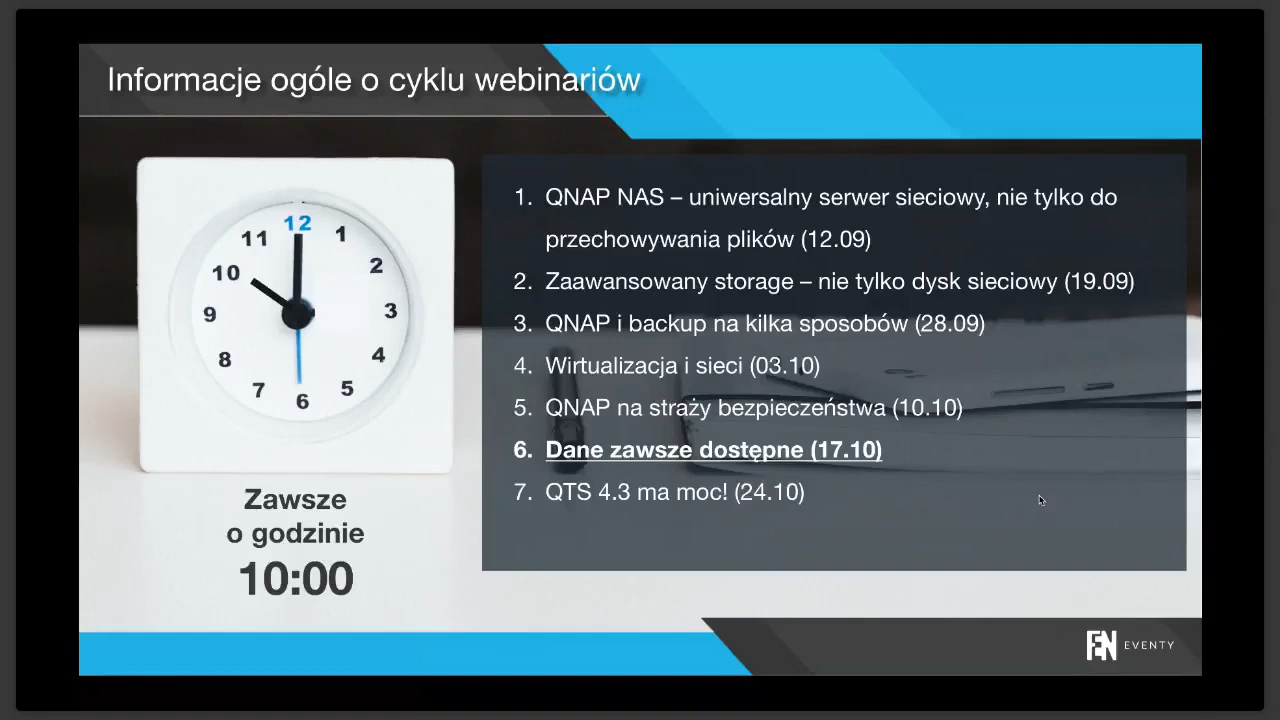 Informacje ogóle o cyklu webinariów
12
1
2
3
4
5
6
7
8
9
10
11
Zawsze
o godzinie
10:00
1. QNAP NAS – uniwersalny serwer sieciowy, nie tylko do
przechowywania plików (12.09)
2. Zaawansowany storage – nie tylko dysk sieciowy (19.09)
3. QNAP i backup na kilka sposobów (28.09)
4. Wirtualizacja i sieci (03.10)
5. QNAP na straży bezpieczeństwa (10.10)
6. Dane zawsze dostępne (17.10)
7. QTS 4.3 ma moc! (24.10)
FEN EVENTY